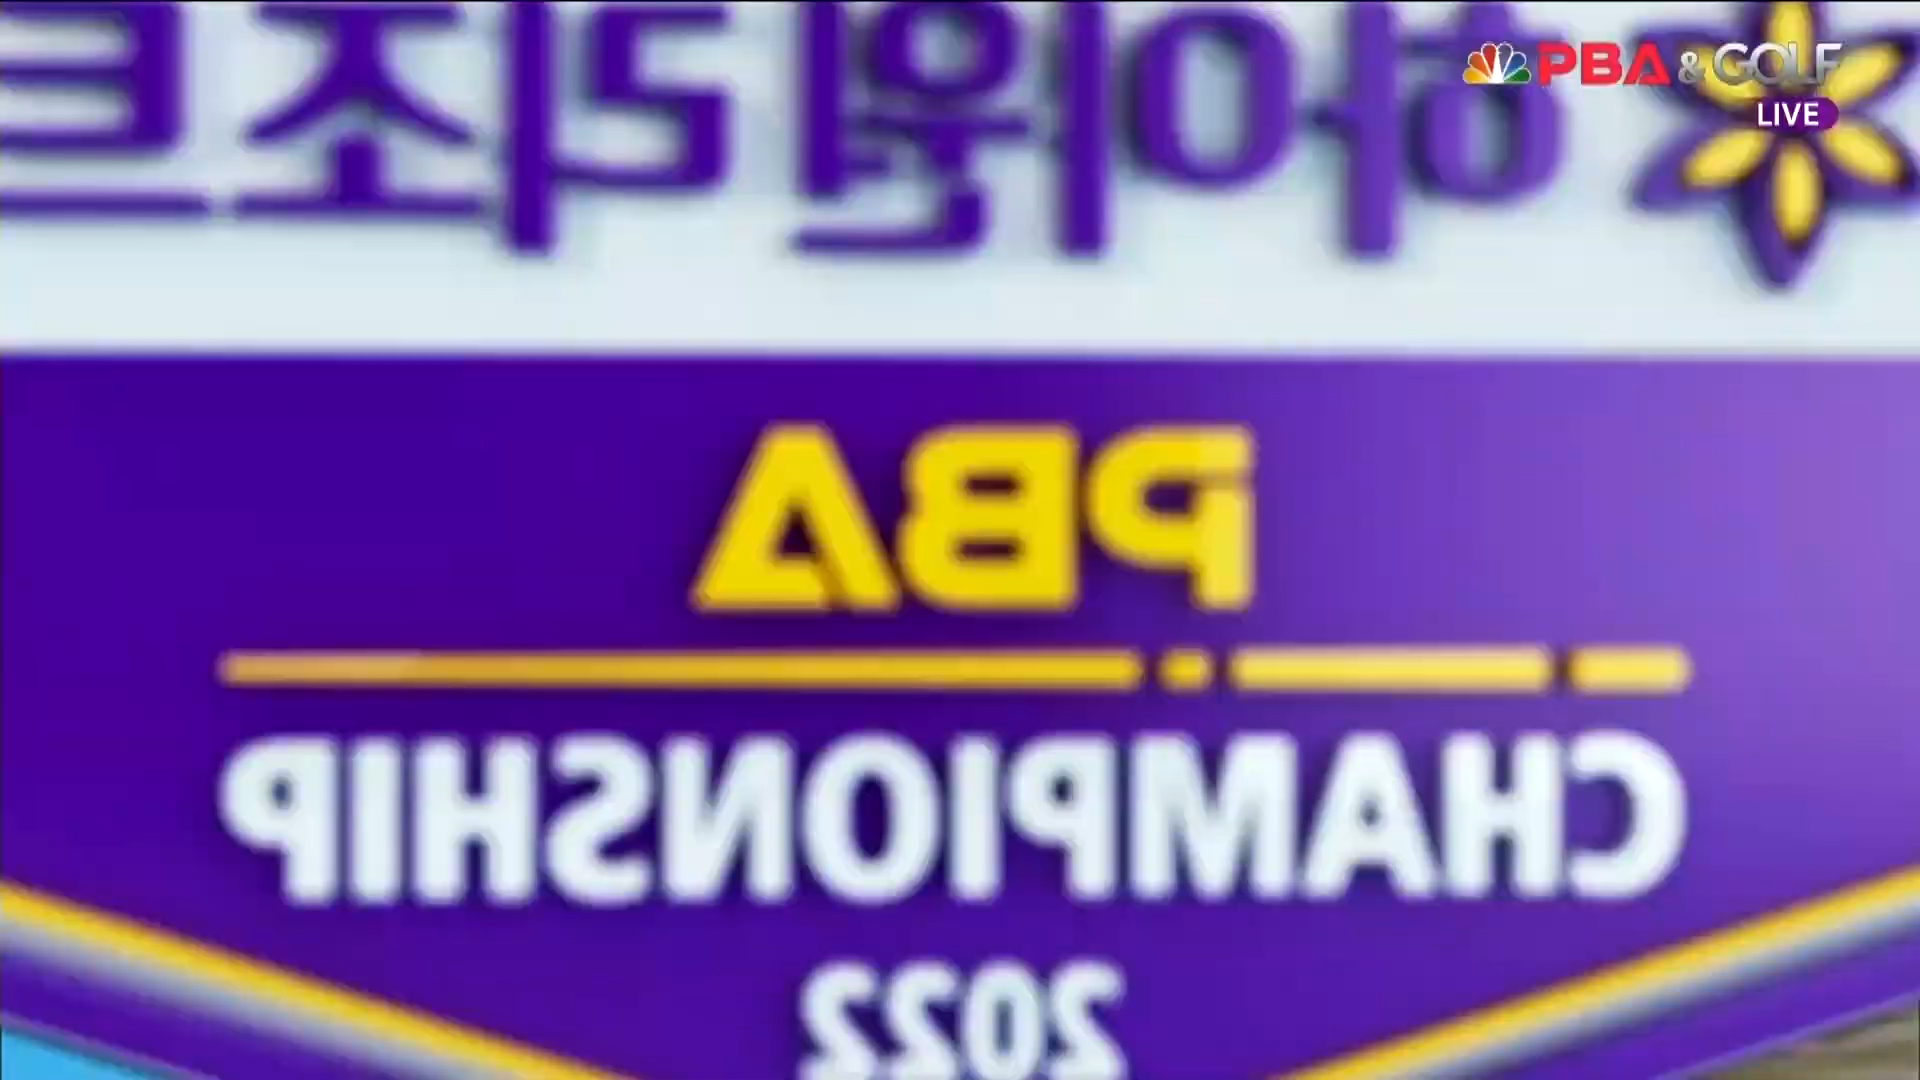 PBA & GOLF
LIVE
하이원리조트
PBA
CHAMPIONSHIP
2022